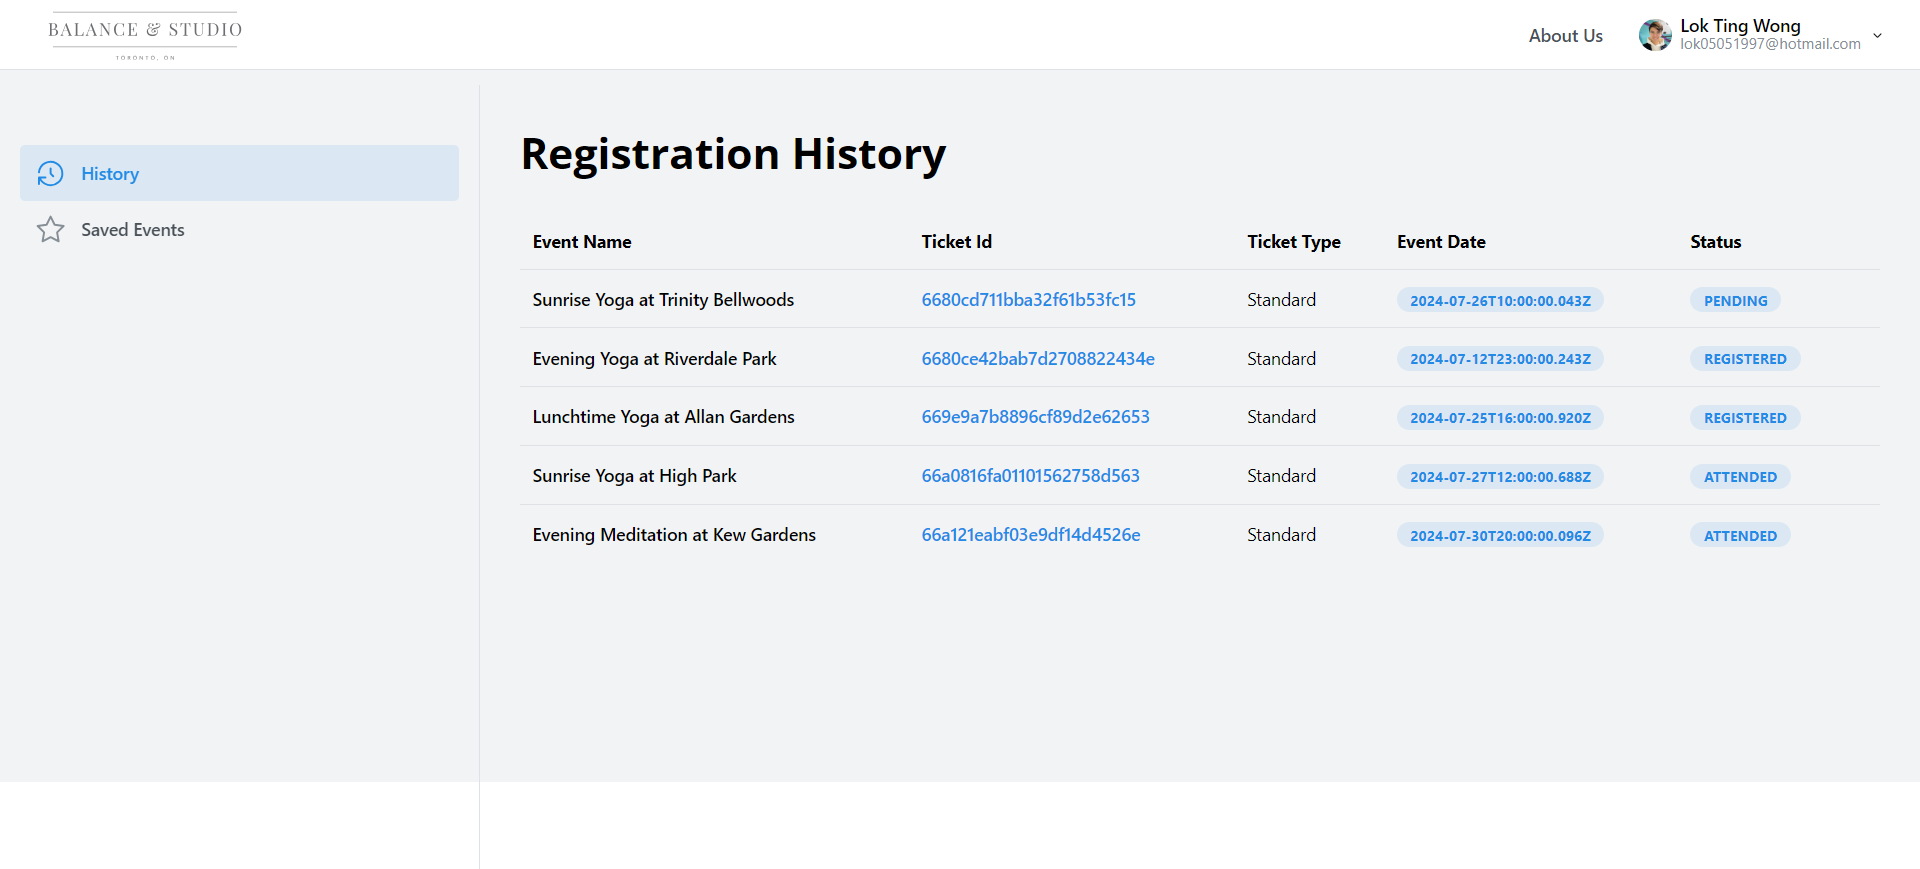 BALANCE & STUDIO
TORONTO, ON
About Us
Lok Ting Wong
lok05051997@hotmail.com
History
Saved Events
Registration History
Event Name Ticket Id Ticket Type Event Date Status
Sunrise Yoga at Trinity Bellwoods 6680cd711bba32f61b53fc15 Standard 2024-07-26T10:00:00.043Z PENDING
Evening Yoga at Riverdale Park 6680ce42bab7d2708822434e Standard 2024-07-12T23:00:00.243Z REGISTERED
Lunchtime Yoga at Allan Gardens 669e9a7b8896cf89d2e62653 Standard 2024-07-25T16:00:00.920Z REGISTERED
Sunrise Yoga at High Park 66a0816fa01101562758d563 Standard 2024-07-27T12:00:00.688Z ATTENDED
Evening Meditation at Kew Gardens 66a121eabf03e9df14d4526e Standard 2024-07-30T20:00:00.096Z ATTENDED